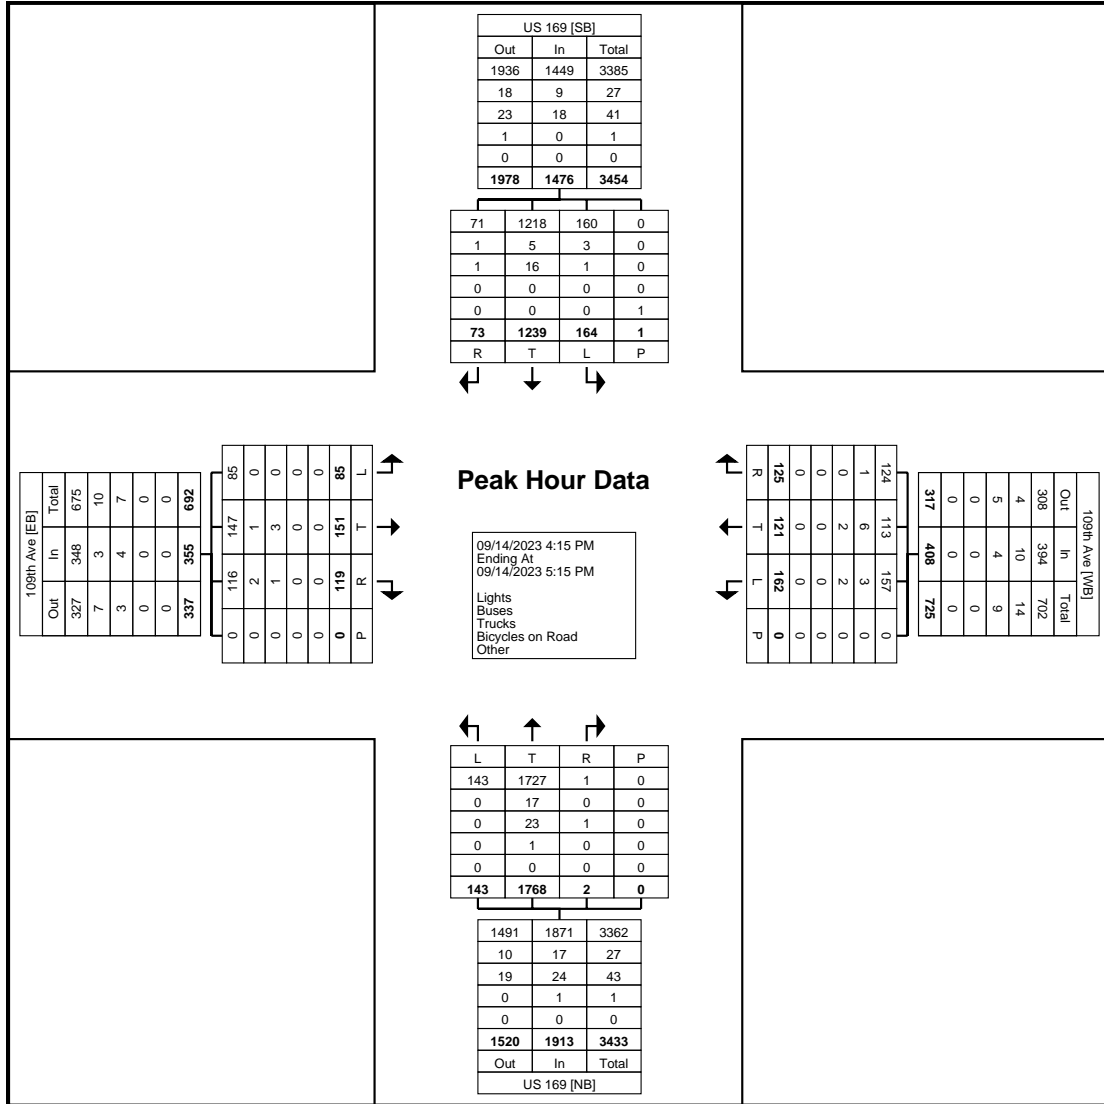 US 169 [SB]
Out In Total
1936 1449 3385
18 9 27
23 18 41
1 0 1
0 0 0
1978 1476 3454
71 1218 160 0
1 5 3 0
1 16 1 0
0 0 0 0
0 0 0 1
73 1239 164 1
R T L P
109th Ave [EB]
Total 675 10 7 0 0 692
In 348 3 4 0 0 355
Out 327 7 3 0 0 337
85 0 0 0 0 85 L
147 1 3 0 0 151 T
116 2 1 0 0 119 R
0 0 0 0 0 0 P
Peak Hour Data
09/14/2023 4:15 PM
Ending At
09/14/2023 5:15 PM
Lights
Buses
Trucks
Bicycles on Road
Other
R 125 0 0 0 1 124
T 121 0 0 2 6 113
L 162 0 0 2 3 157
P 0 0 0 0 0 0
317 0 0 5 4 308 Out
408 0 0 4 10 394 In
725 0 0 9 14 702 Total
109th Ave [WB]
L T R P
143 1727 1 0
0 17 0 0
0 23 1 0
0 1 0 0
0 0 0 0
143 1768 2 0
1491 1871 3362
10 17 27
19 24 43
0 1 1
0 0 0
1520 1913 3433
Out In Total
US 169 [NB]